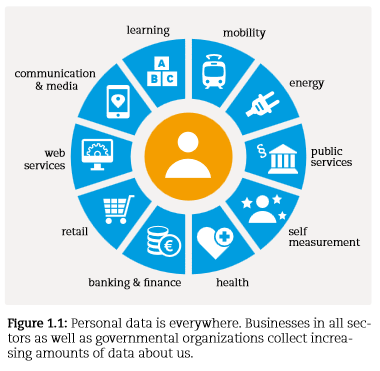 learning
mobility
communication
& media
energy
web
services
public
services
retail
self
measurement
banking & finance
health
A
B
C
§
€
Figure 1.1: Personal data is everywhere. Businesses in all sec-
tors as well as governmental organizations collect increa-
sing amounts of data about us.